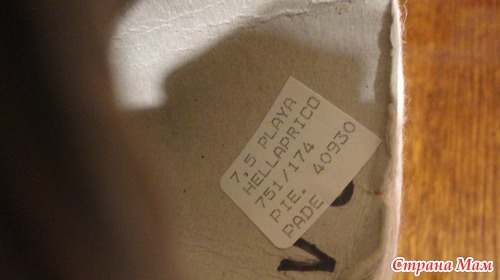 7,5 PLAYA
HELLAPRICO
751/174
PIE. 40930
PADE
Страна Мам